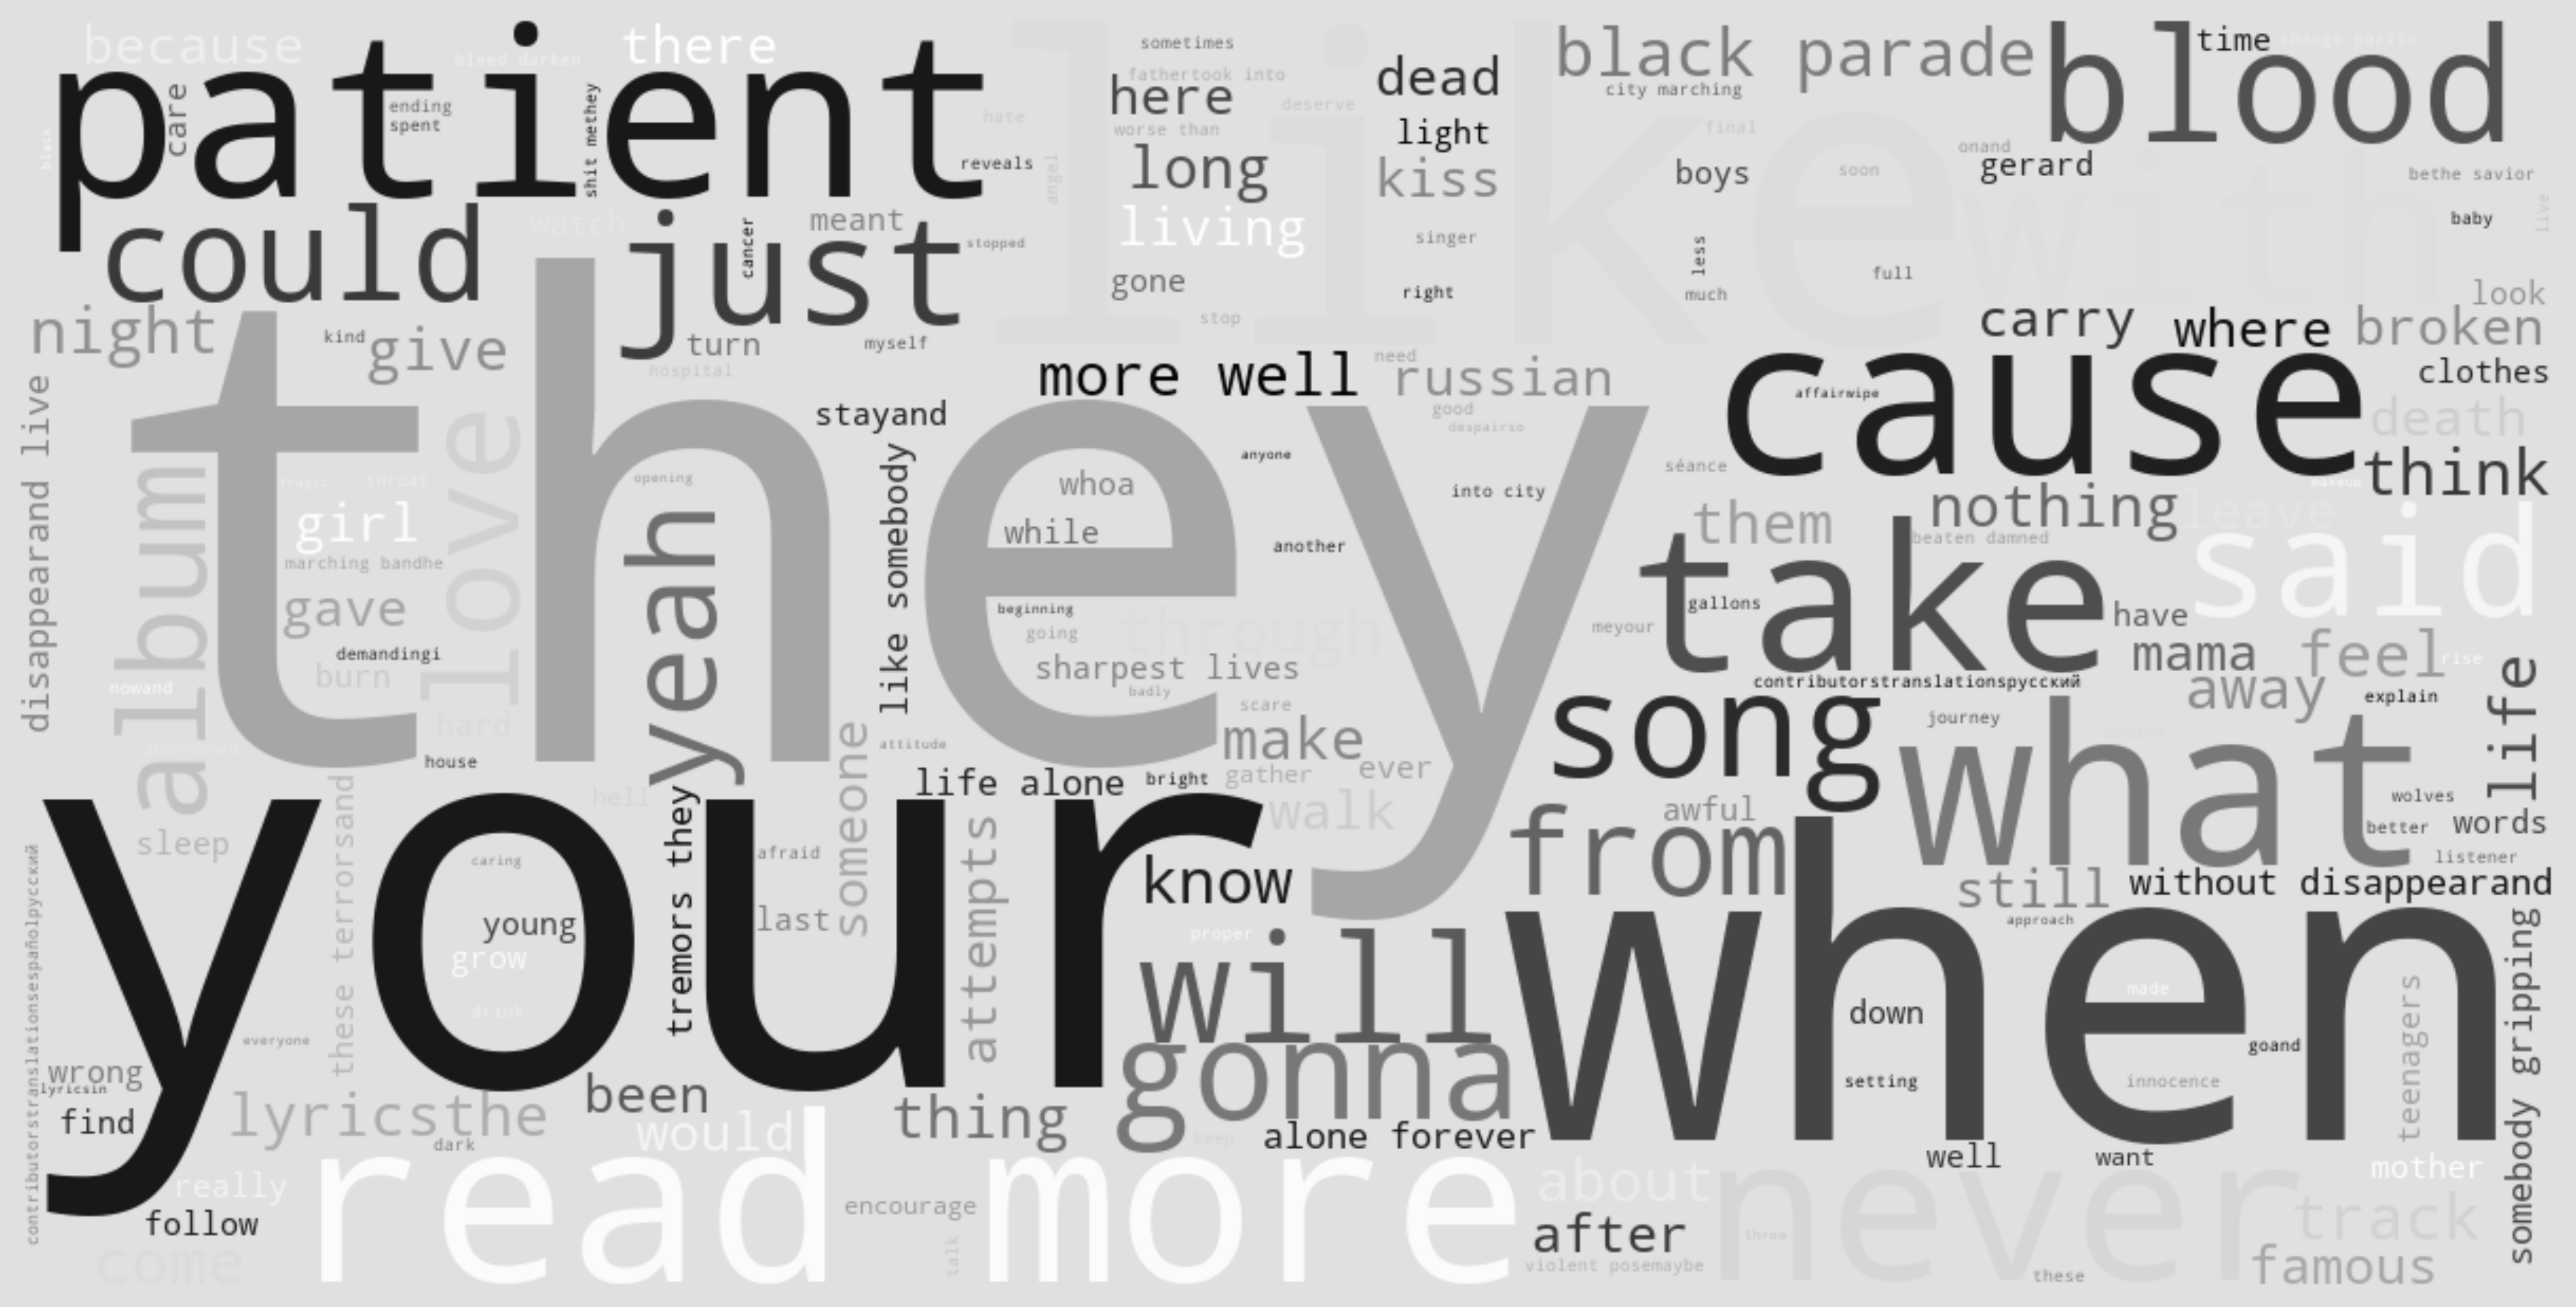 because
bleed darken
there
sometimes
black parade
time
change partto
patient
like
blood
fathertook into
dead
city marching
ending
spent
care
shit methey
here
deserve
hate
worse than
light
final
black
reveals
angel
long
kiss
boys
soon
onand
gerard
bethe savior
with
live
could
watch
just
meant
cancer
stopped
living
singer
less
baby
gone
right
much
full
look
night
kind
give
turn
myself
stop
carry
where
broken
hospital
heart
more well
need
russian
cause
affairwipe
clothes
they
stayand
good
despairso
death
disappearand live
love
album
like somebody
anyone
séance
think
makeup
tragic
throat
opening
whoa
into city
nothing
leave
girl
yeah
while
another
them
beaten damned
said
marching bandhe
take
gave
beginning
going
through
meyour
gallons
have
demandingi
burn
sharpest lives
badly
mama
feel
rise
nowand
contributorstranslationsрусский
away
explain
life
hard
scare
song
journey
someone
attitude
make
what
house
life alone
bright
gather
ever
hell
tremors they
walk
awful
wolves
your
sleep
these terrorsand
attempts
from
better
words
caring
afraid
know
listener
contributorstranslationsespañolрусский
still
without disappearand
young
last
when
approach
somebody gripping
grow
proper
will
drink
made
down
teenagers
everyone
gonna
goand
wrong
lyricsin
setting
innocence
find
lyricsthe
been
thing
dark
would
keep
alone forever
well
want
really
read
more
about
never
mother
follow
encourage
after
track
come
talk
violent posemaybe
throw
these
famous